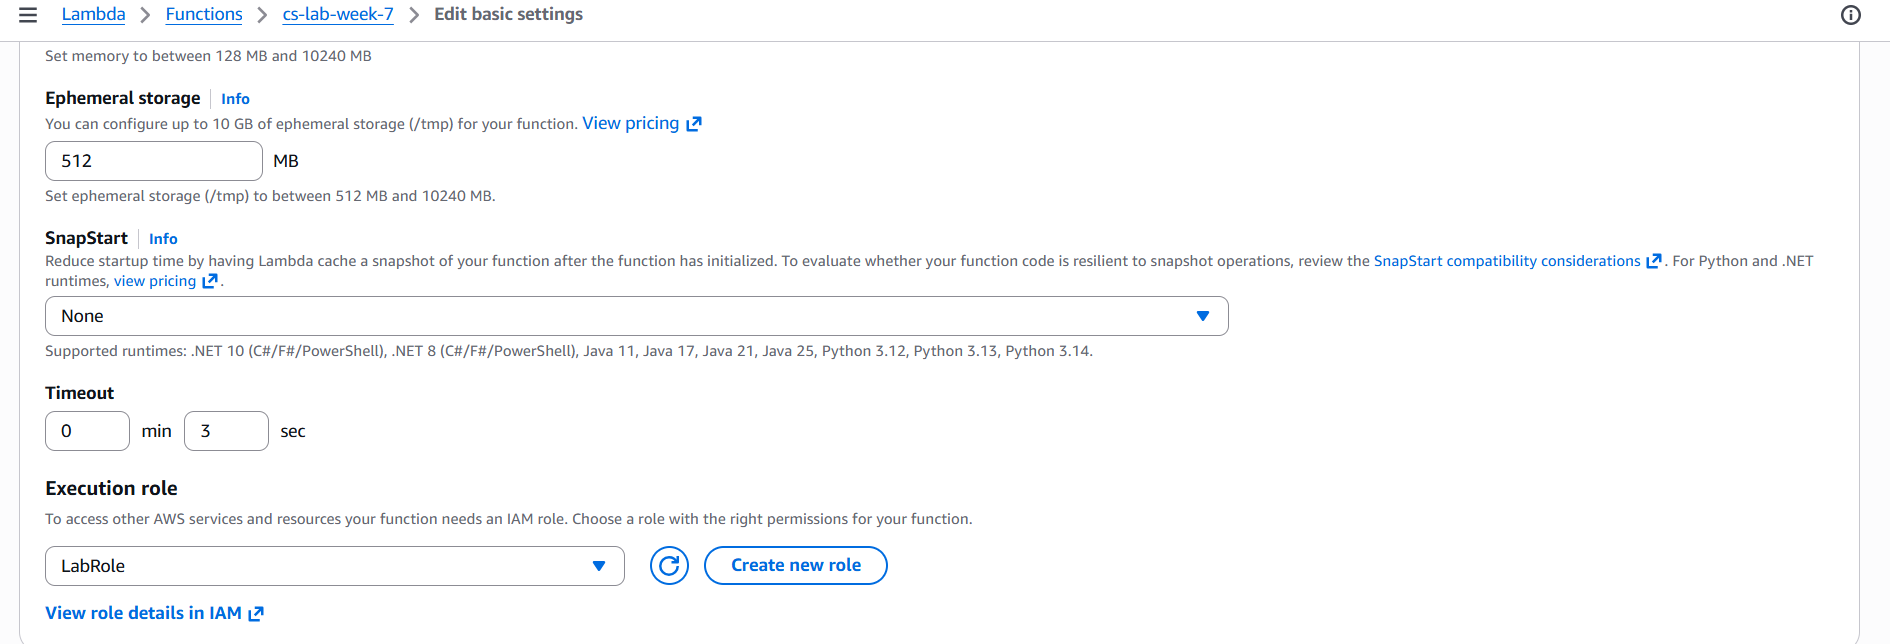 Lambda Functions cs-lab-week-7 Edit basic settings
Set memory to between 128 MB and 10240 MB
Ephemeral storage Info
You can configure up to 10 GB of ephemeral storage (/tmp) for your function. View pricing
512 MB
Set ephemeral storage (/tmp) to between 512 MB and 10240 MB.
SnapStart Info
Reduce startup time by having Lambda cache a snapshot of your function after the function has initialized. To evaluate whether your function code is resilient to snapshot operations, review the SnapStart compatibility considerations . For Python and .NET
runtimes, view pricing .
None
Supported runtimes: .NET 10 (C#/F#/PowerShell), .NET 8 (C#/F#/PowerShell), Java 11, Java 17, Java 21, Java 25, Python 3.12, Python 3.13, Python 3.14.
Timeout
0 min 3 sec
Execution role
To access other AWS services and resources your function needs an IAM role. Choose a role with the right permissions for your function.
LabRole Create new role
View role details in IAM